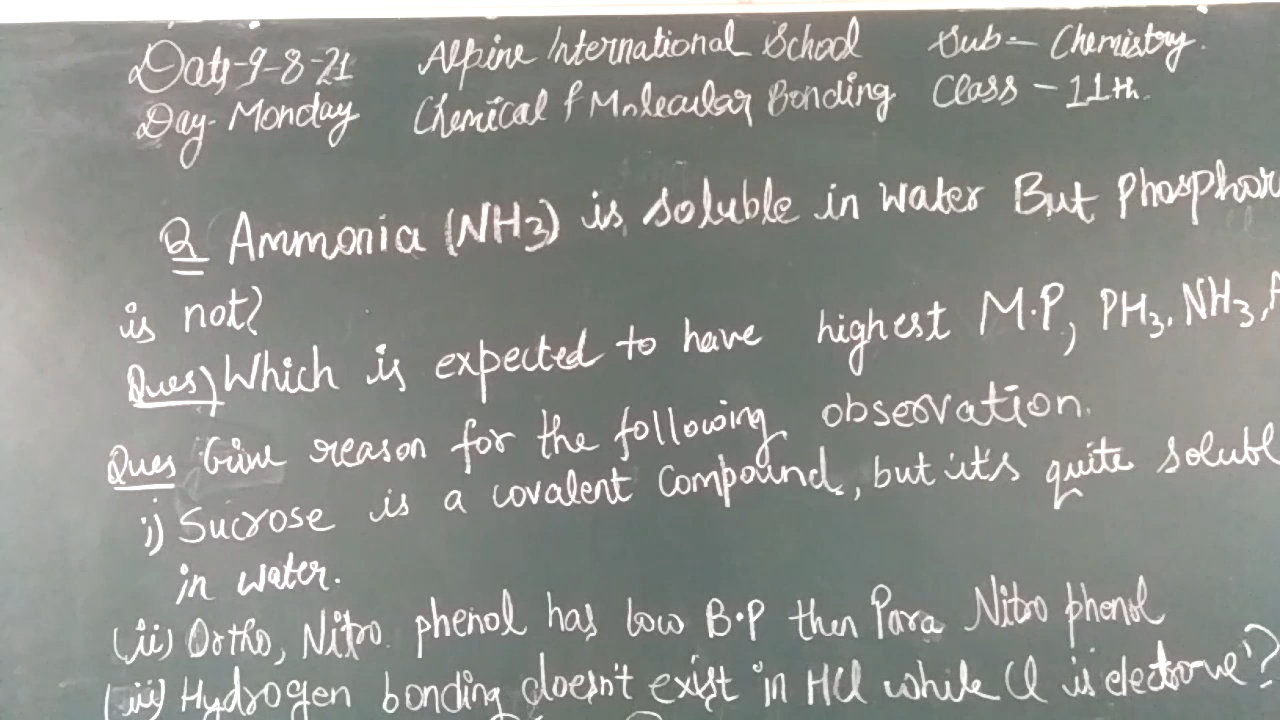 Date-9-8-21 Alpine International School Sub- Chemistry.
Day- Monday Chemical & Molecular Bonding Class - 11th.
Q Ammonia (NH3) is soluble in water But Phosphor
is not?
Ques) Which is expected to have highest M.P, PH3, NH3, A
Ques Give reason for the following observation.
i) Sucrose is a covalent compound, but it's quite solubl
in water.
(ii) Ortho, Nitro phenol has low B.P then Para Nitro phenol
(iii) Hydrogen bonding doesn't exist in HCl while Cl is electrone'?